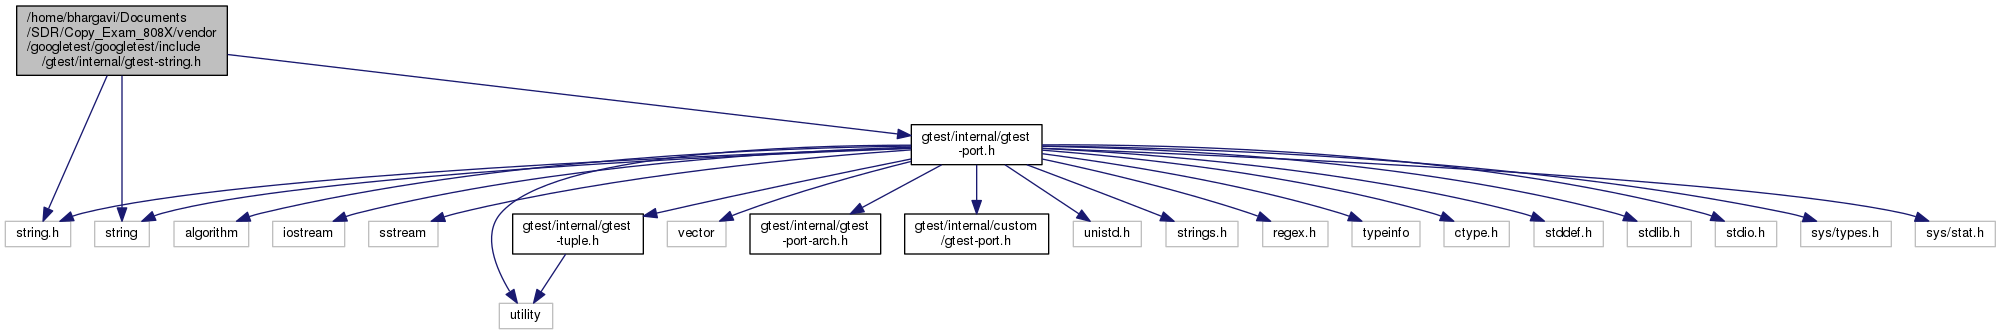 /home/bhargavi/Documents
/SDR/Copy_Exam_808X/vendor
/googletest/googletest/include
/gtest/internal/gtest-string.h
gtest/internal/gtest
-port.h
string.h
string
algorithm
iostream
sstream
gtest/internal/gtest
-tuple.h
vector
gtest/internal/gtest
-port-arch.h
gtest/internal/custom
/gtest-port.h
unistd.h
strings.h
regex.h
typeinfo
ctype.h
stddef.h
stdlib.h
stdio.h
sys/types.h
sys/stat.h
utility